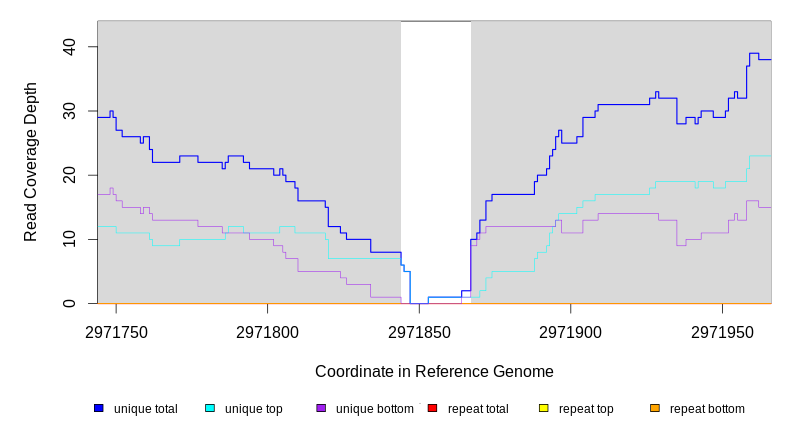 Read Coverage Depth
40
30
20
10
0
2971750 2971800 2971850 2971900 2971950
Coordinate in Reference Genome
unique total unique top unique bottom repeat total repeat top repeat bottom